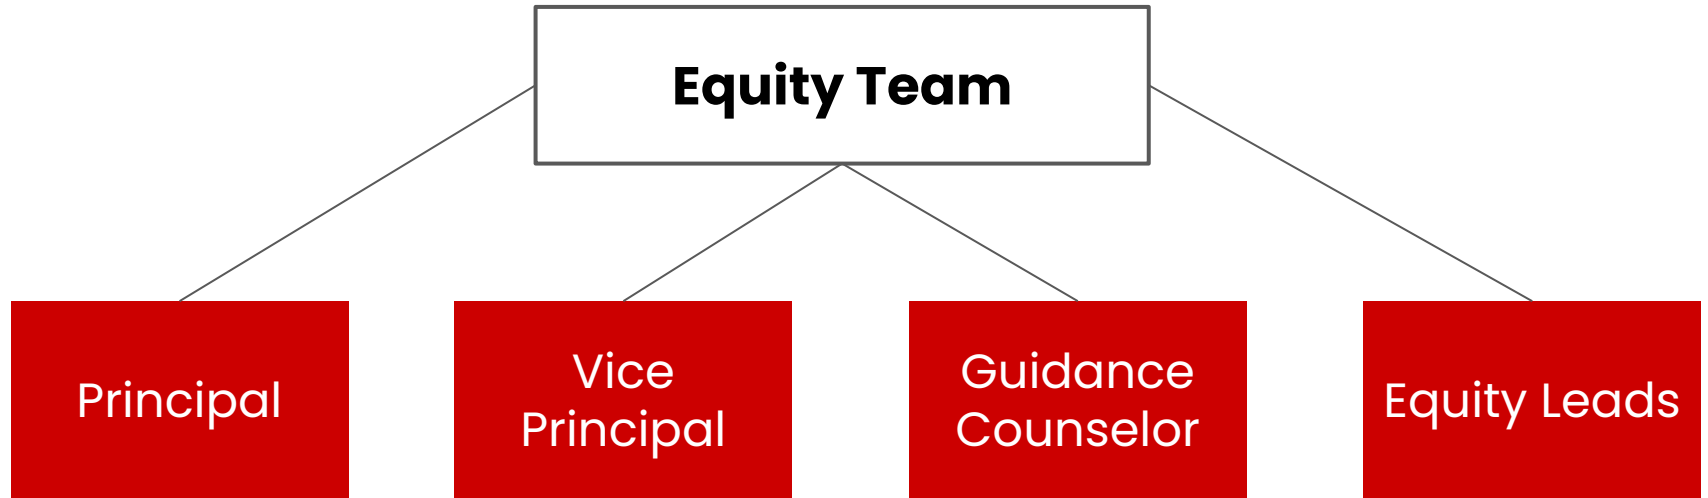 Equity Team
Principal
Vice
Principal
Guidance
Counselor
Equity Leads